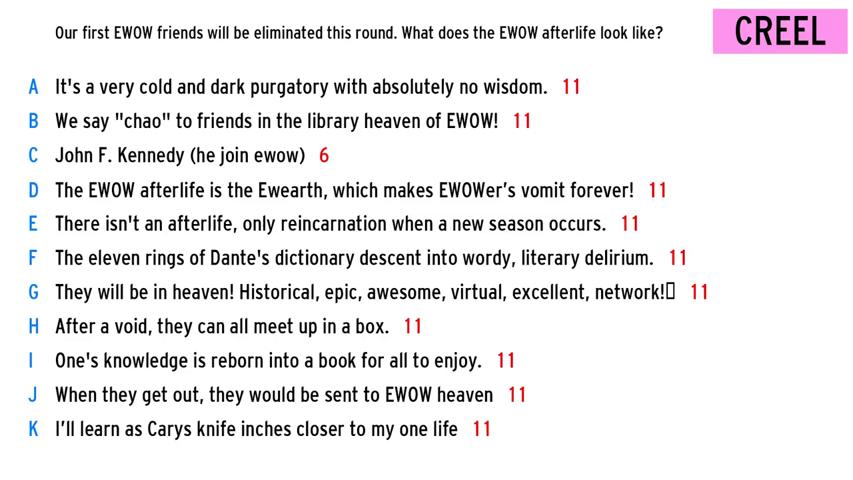 Our first EWOW friends will be eliminated this round. What does the EWOW afterlife look like?
CREEL
A It's a very cold and dark purgatory with absolutely no wisdom. 11
B We say "chao" to friends in the library heaven of EWOW! 11
C John F. Kennedy (he join ewow) 6
D The EWOW afterlife is the Ewearth, which makes EWOWer’s vomit forever! 11
E There isn't an afterlife, only reincarnation when a new season occurs. 11
F The eleven rings of Dante's dictionary descent into wordy, literary delirium. 11
G They will be in heaven! Historical, epic, awesome, virtual, excellent, network!▯ 11
H After a void, they can all meet up in a box. 11
I One's knowledge is reborn into a book for all to enjoy. 11
J When they get out, they would be sent to EWOW heaven 11
K I’ll learn as Carys knife inches closer to my one life 11